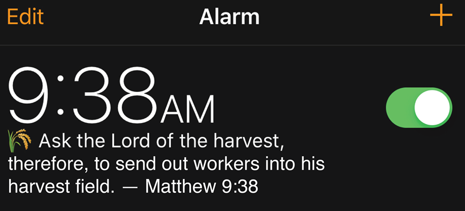 Edit Alarm +
9:38AM
🌾 Ask the Lord of the harvest,
therefore, to send out workers into his
harvest field. — Matthew 9:38